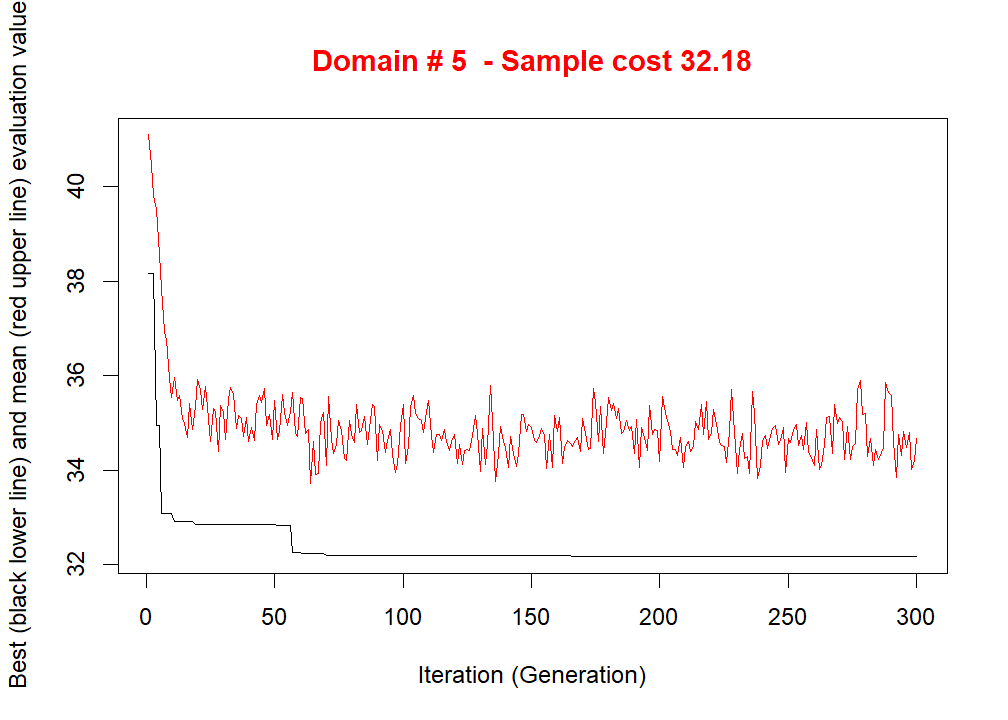 Domain # 5  - Sample cost 32.18
Best (black lower line) and mean (red upper line) evaluation value
40
38
36
34
32
0 50 100 150 200 250 300
Iteration (Generation)